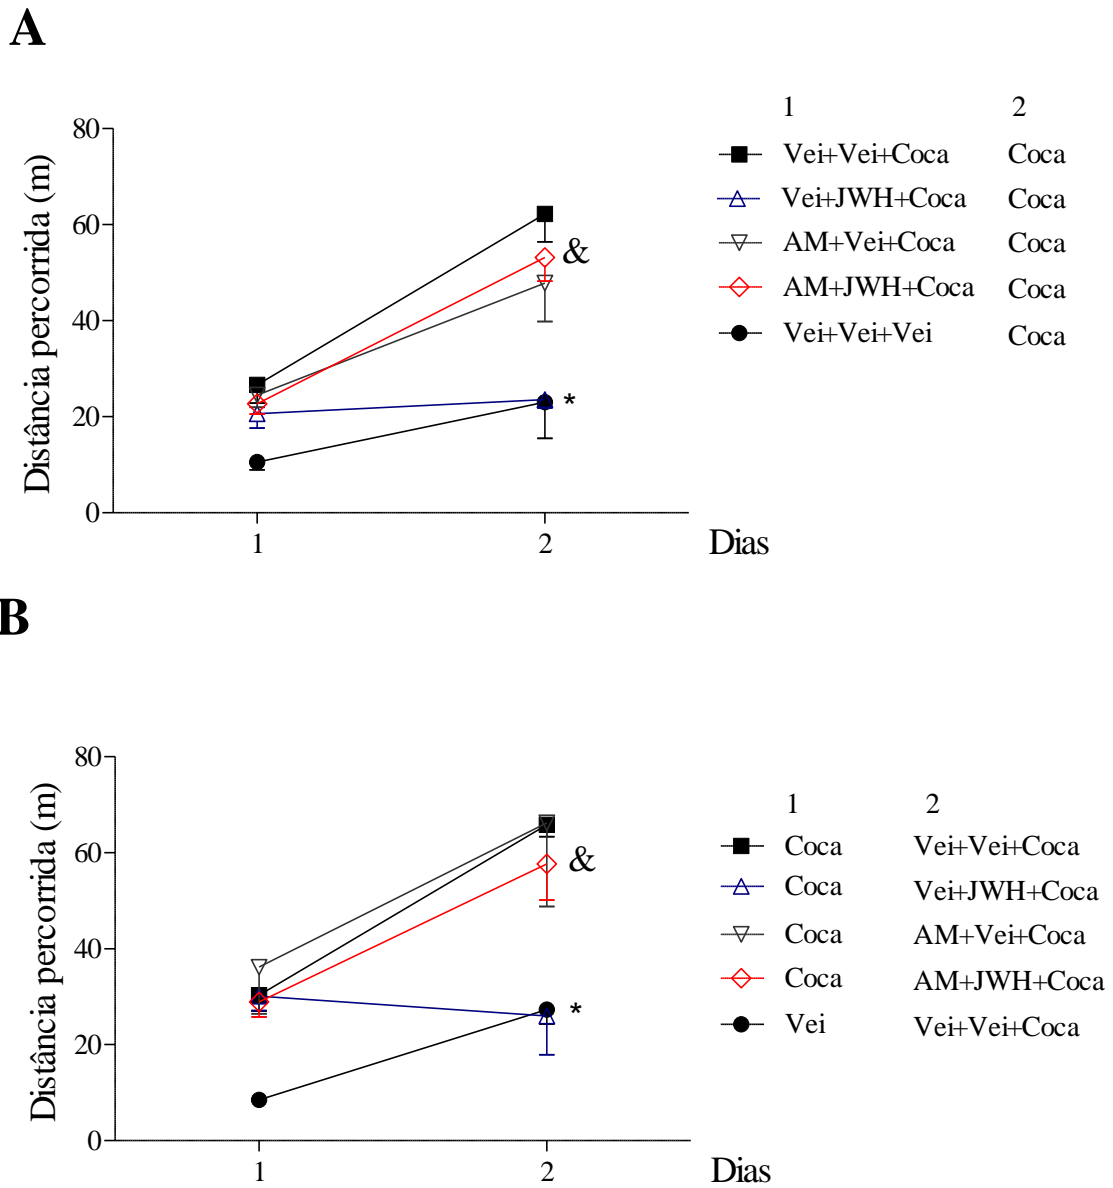 A
1 2
80
Vei+Vei+Coca Coca
Vei+JWH+Coca Coca
60
AM+Vei+Coca Coca
&
AM+JWH+Coca Coca
40
Vei+Vei+Vei Coca
Distância percorrida (m)
20
*
0
1 2 Dias
B
80
1 2
Coca Vei+Vei+Coca
60
&
Coca Vei+JWH+Coca
Coca AM+Vei+Coca
40
Coca AM+JWH+Coca
Distância percorrida (m)
*
Vei Vei+Vei+Coca
20
0
1 2 Dias